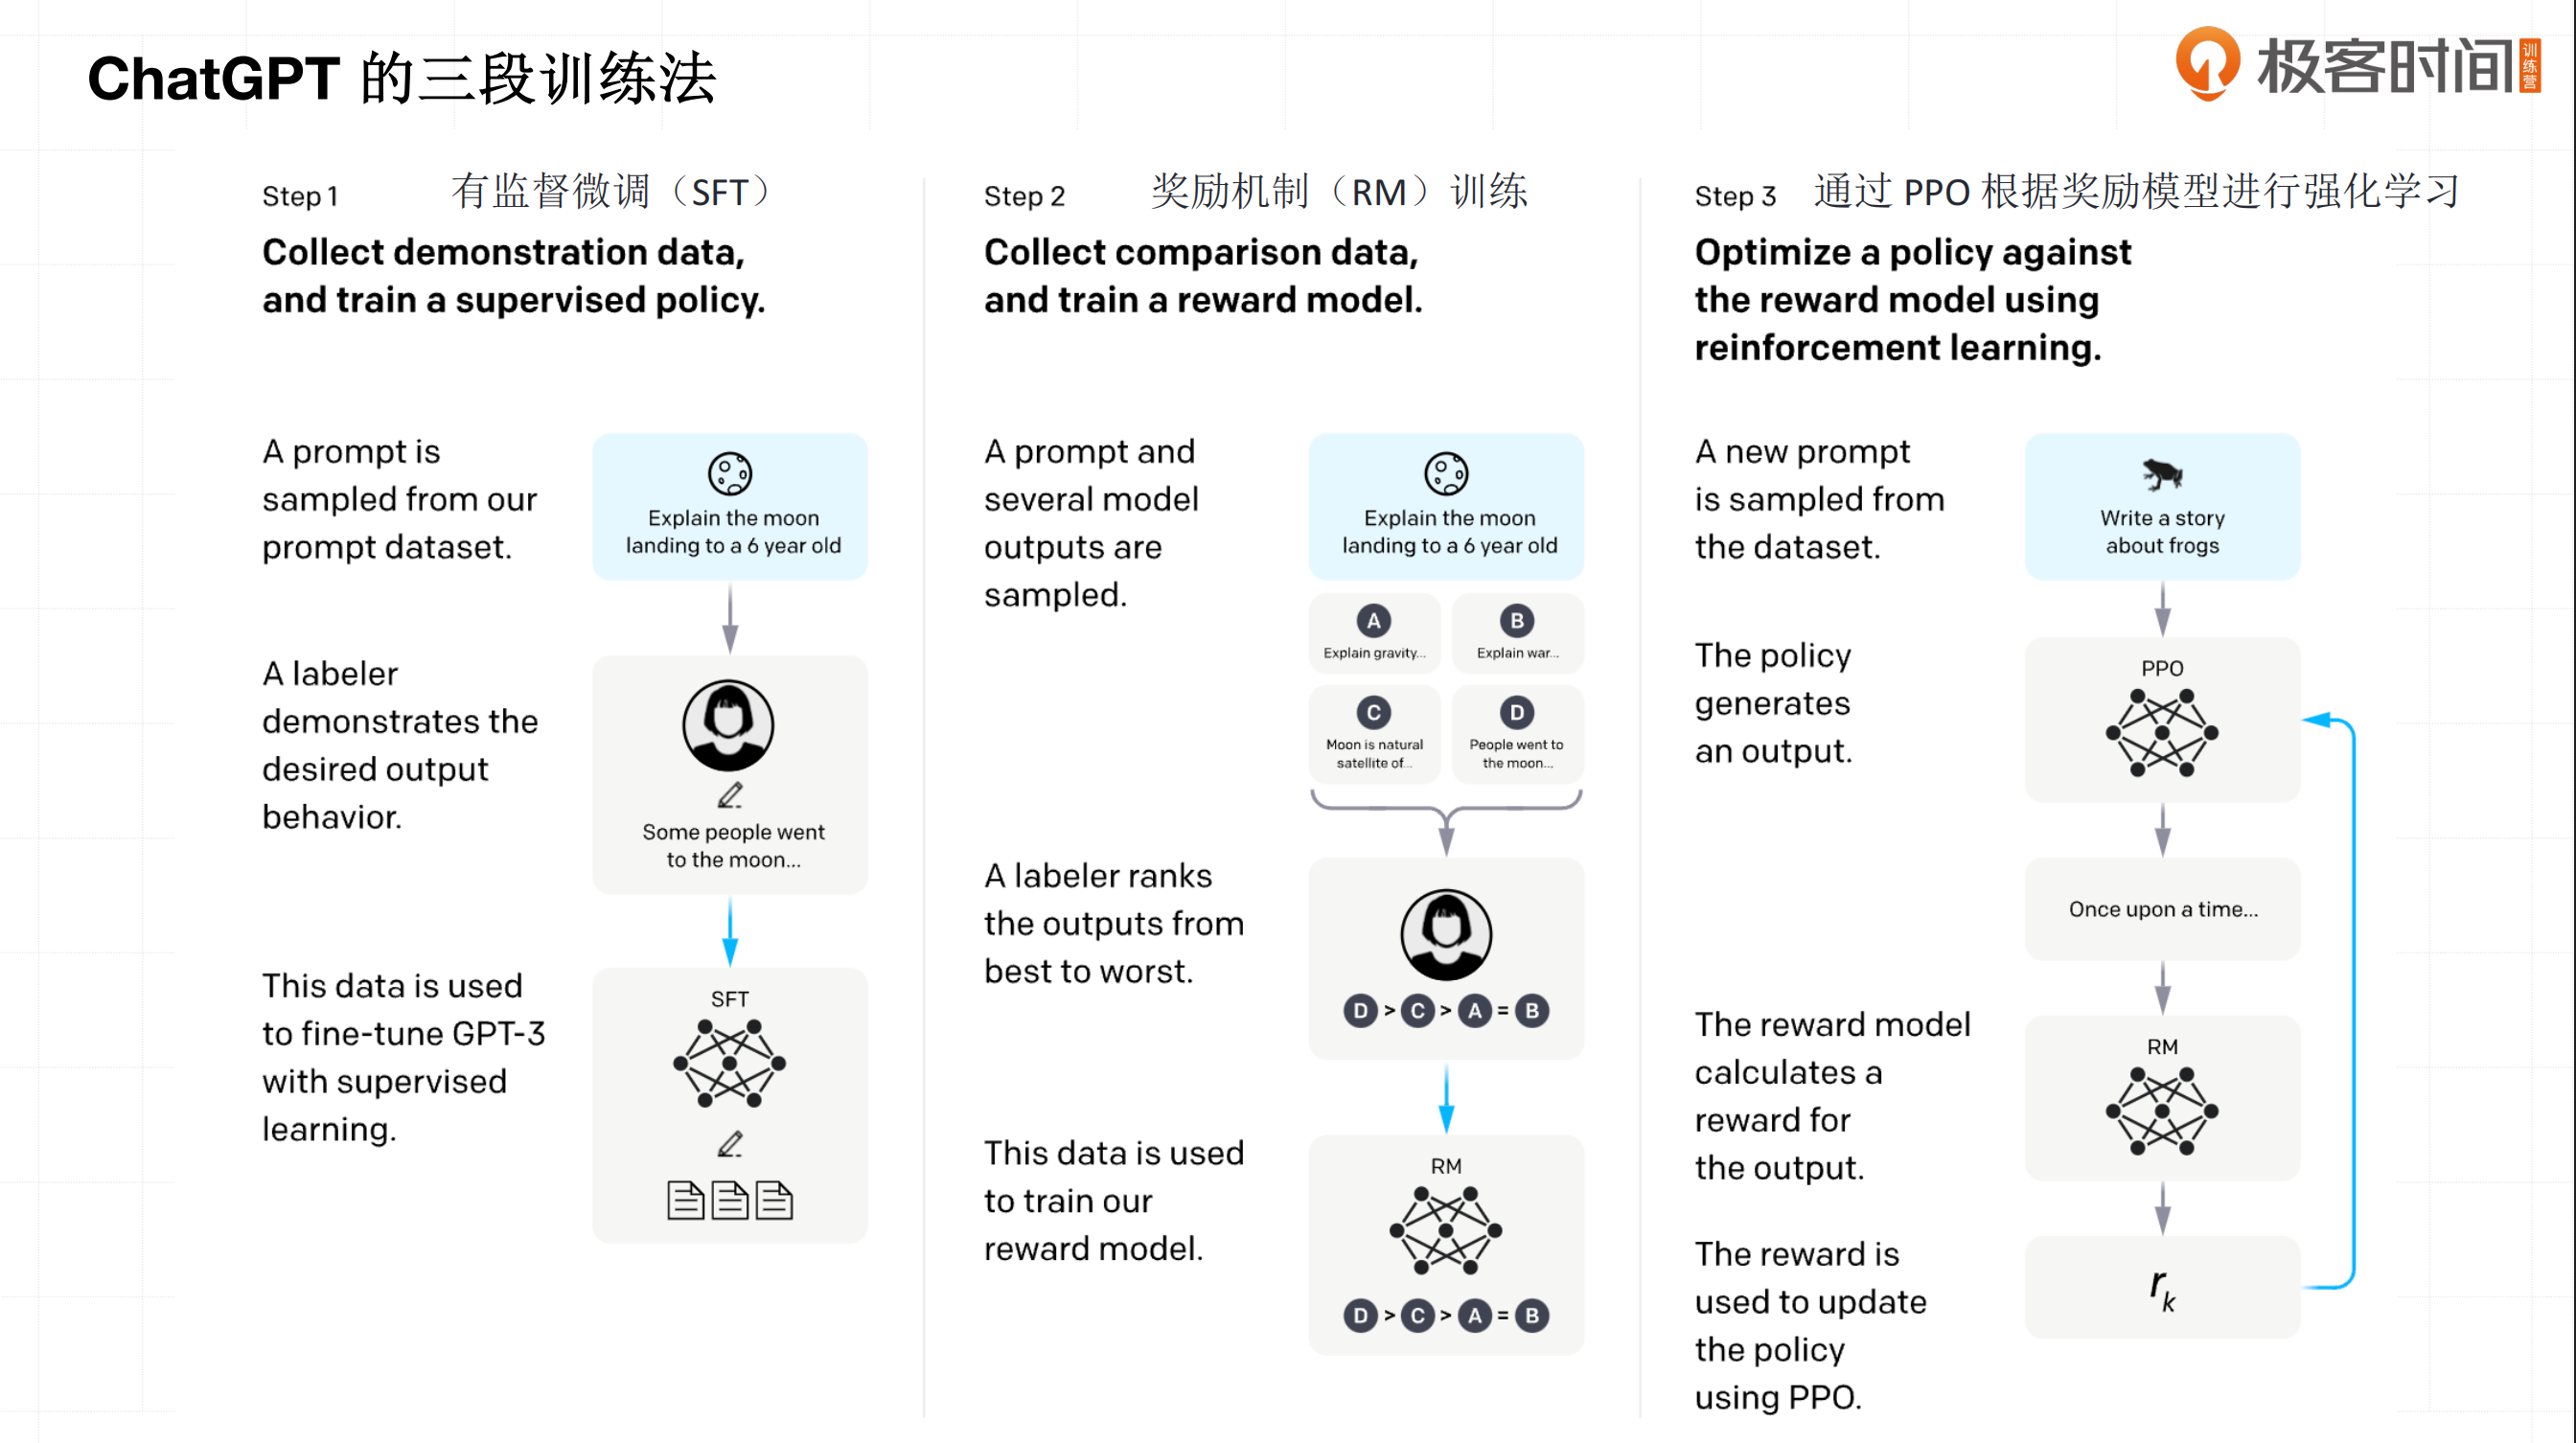 ChatGPT 的三段训练法
极客时间
训练营
Step 1
有监督微调（SFT）
Collect demonstration data,
and train a supervised policy.
A prompt is
sampled from our
prompt dataset.
Explain the moon
landing to a 6 year old
A labeler
demonstrates the
desired output
behavior.
Some people went
to the moon...
This data is used
to fine-tune GPT-3
with supervised
learning.
SFT
Step 2
奖励机制（RM）训练
Collect comparison data,
and train a reward model.
A prompt and
several model
outputs are
sampled.
Explain the moon
landing to a 6 year old
A
Explain gravity...
B
Explain war...
C
Moon is natural
satellite of...
D
People went to
the moon...
A labeler ranks
the outputs from
best to worst.
D > C > A = B
This data is used
to train our
reward model.
RM
D > C > A = B
Step 3
通过 PPO 根据奖励模型进行强化学习
Optimize a policy against
the reward model using
reinforcement learning.
A new prompt
is sampled from
the dataset.
Write a story
about frogs
The policy
generates
an output.
PPO
Once upon a time...
The reward model
calculates a
reward for
the output.
RM
The reward is
used to update
the policy
using PPO.
rk